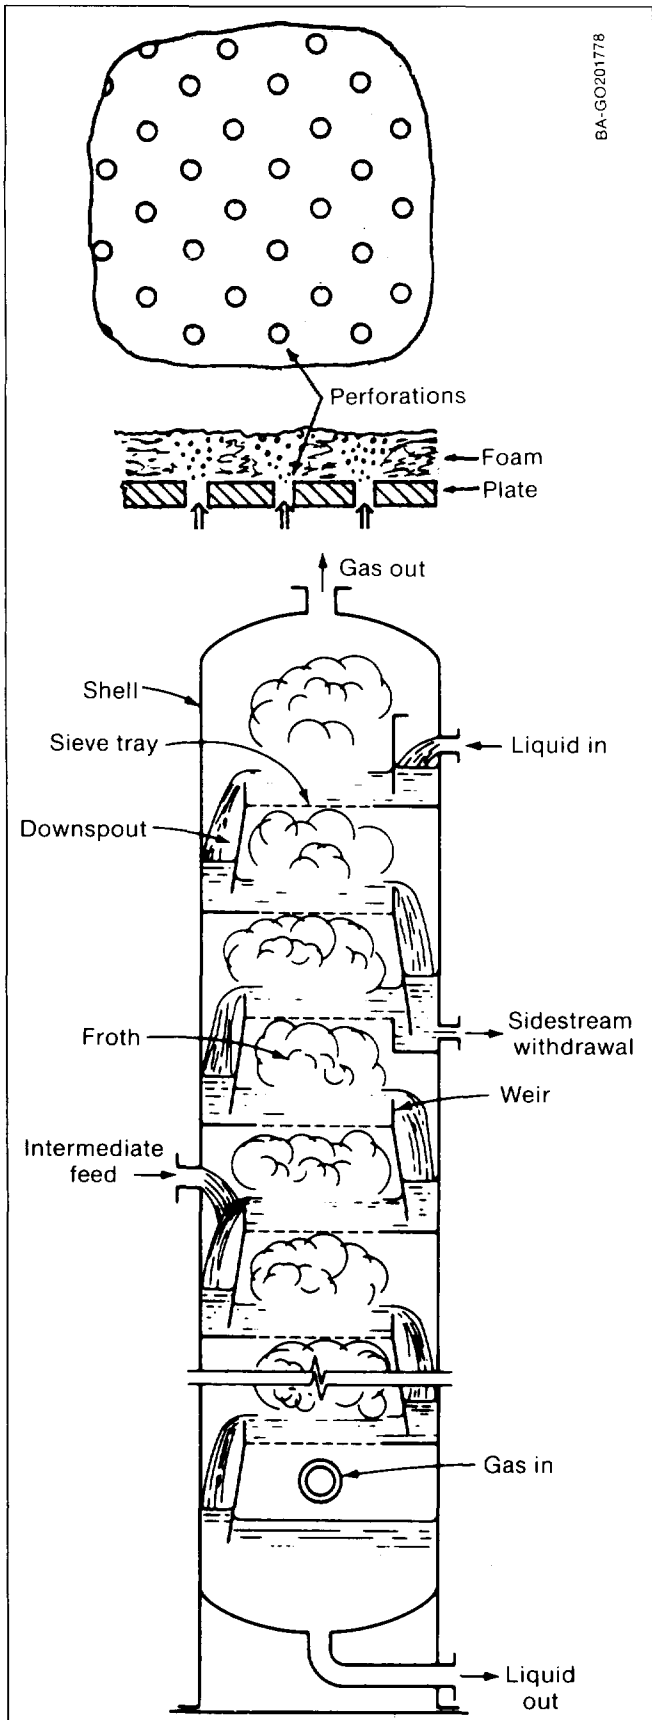 BA-GO201778
Perforations
Foam
Plate
Gas out
Shell
Sieve tray
Liquid in
Downspout
Froth
Sidestream
withdrawal
Weir
Intermediate
feed
Gas in
Liquid
out